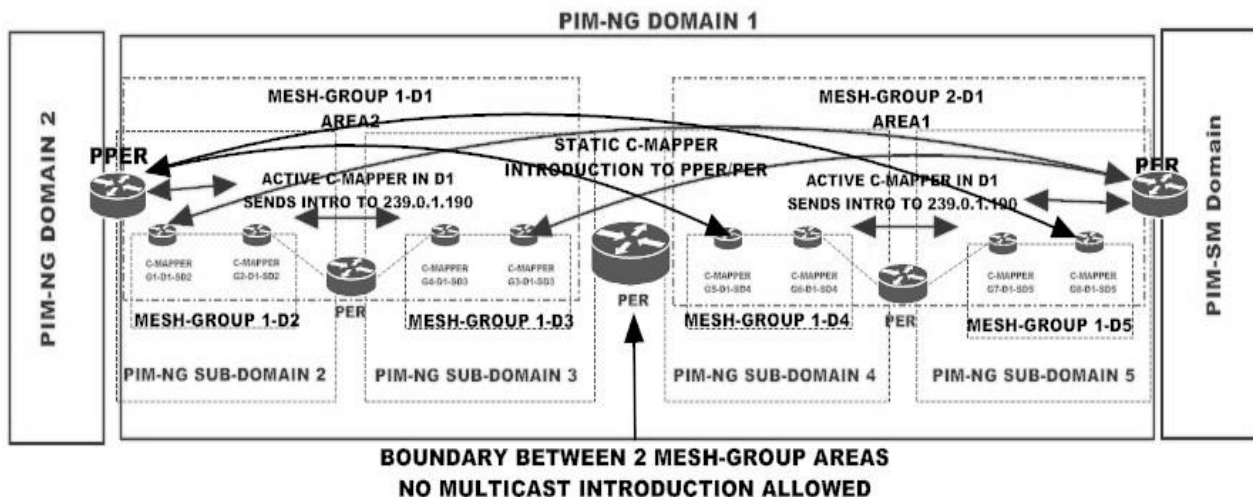 PIM-NG DOMAIN 1
PIM-NG DOMAIN 2
PIM-SM Domain
MESH-GROUP 1-D1
AREA2
MESH-GROUP 2-D1
AREA1
PPER
PER
STATIC C-MAPPER
INTRODUCTION TO PPER/PER
ACTIVE C-MAPPER IN D1
SENDS INTRO TO 239.0.1.190
ACTIVE C-MAPPER IN D1
SENDS INTRO TO 239.0.1.190
C-MAPPER
G1-D1-SD2
C-MAPPER
G2-D1-SD2
C-MAPPER
G4-D1-SD3
C-MAPPER
G3-D1-SD3
C-MAPPER
G5-D1-SD4
C-MAPPER
G6-D1-SD4
C-MAPPER
G7-D1-SD5
C-MAPPER
G8-D1-SD5
PER
PER
PER
MESH-GROUP 1-D2
MESH-GROUP 1-D3
MESH-GROUP 1-D4
MESH-GROUP 1-D5
PIM-NG SUB-DOMAIN 2
PIM-NG SUB-DOMAIN 3
PIM-NG SUB-DOMAIN 4
PIM-NG SUB-DOMAIN 5
BOUNDARY BETWEEN 2 MESH-GROUP AREAS
NO MULTICAST INTRODUCTION ALLOWED